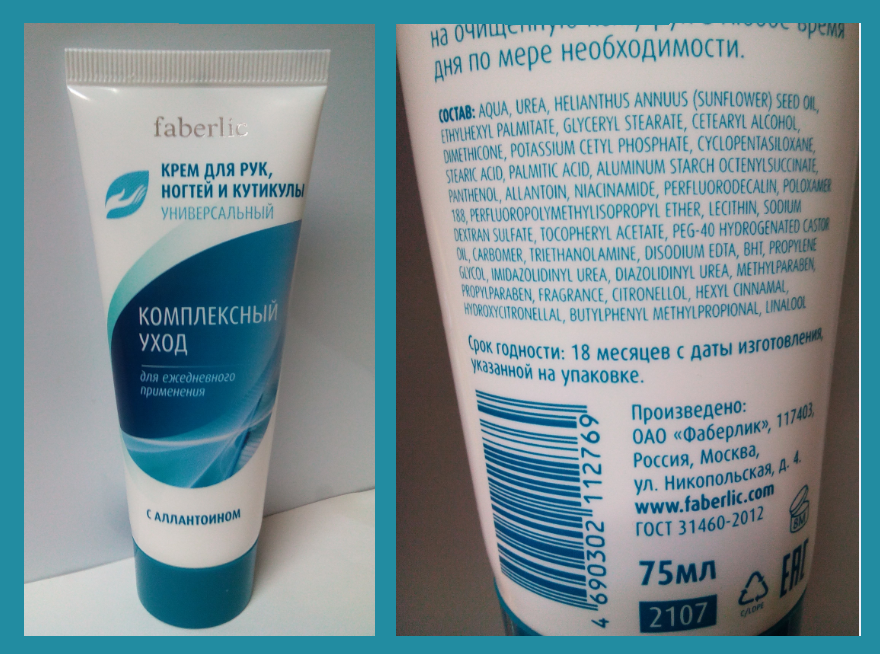 faberlic
КРЕМ ДЛЯ РУК,
НОГТЕЙ И КУТИКУЛЫ
УНИВЕРСАЛЬНЫЙ
КОМПЛЕКСНЫЙ
УХОД
для ежедневного
применения
С АЛЛАНТОИНОМ
на очищенную время
дня по мере необходимости.
СОСТАВ: AQUA, UREA, HELIANTHUS ANNUUS (SUNFLOWER) SEED OIL,
ETHYLHEXYL PALMITATE, GLYCERYL STEARATE, CETEARYL ALCOHOL,
DIMETHICONE, POTASSIUM CETYL PHOSPHATE, CYCLOPENTASILOXANE,
STEARIC ACID, PALMITIC ACID, ALUMINUM STARCH OCTENYLSUCCINATE,
PANTHENOL, ALLANTOIN, NIACINAMIDE, PERFLUORODECALIN, POLOXAMER
188, PERFLUOROPOLYMETHYLISOPROPYL ETHER, LECITHIN, SODIUM
DEXTRAN SULFATE, TOCOPHERYL ACETATE, PEG-40 HYDROGENATED CASTOR
OIL, CARBOMER, TRIETHANOLAMINE, DISODIUM EDTA, BHT, PROPYLENE
GLYCOL, IMIDAZOLIDINYL UREA, DIAZOLIDINYL UREA, METHYLPARABEN,
PROPYLPARABEN, FRAGRANCE, CITRONELLOL, HEXYL CINNAMAL,
HYDROXYCITRONELLAL, BUTYLPHENYL METHYLPROPIONAL, LINALOOL
Срок годности: 18 месяцев с даты изготовления,
указанной на упаковке.
Произведено:
ОАО «Фаберлик», 117403,
Россия, Москва,
ул. Никопольская, д. 4.
www.faberlic.com
ГОСТ 31460-2012
75мл
2107
4 690302 112769
EAC